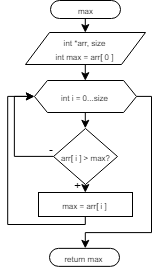 max
int *arr, size
int max = arr[ 0 ]
int i = 0...size
-
arr[ i ] > max?
+
max = arr[ i ]
return max